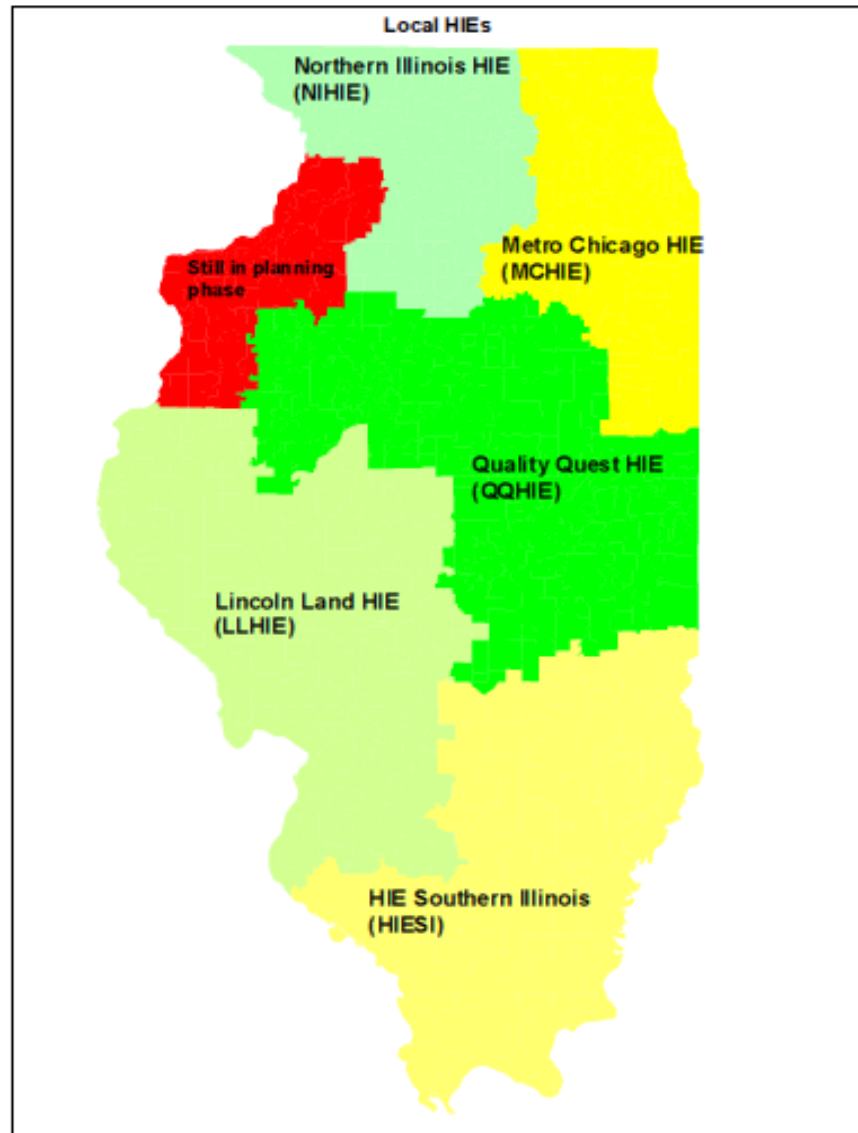 Local HIEs
Northern Illinois HIE
(NIHIE)
Metro Chicago HIE
(MCHIE)
Still in planning
phase
Quality Quest HIE
(QQHIE)
Lincoln Land HIE
(LLHIE)
HIE Southern Illinois
(HIESI)